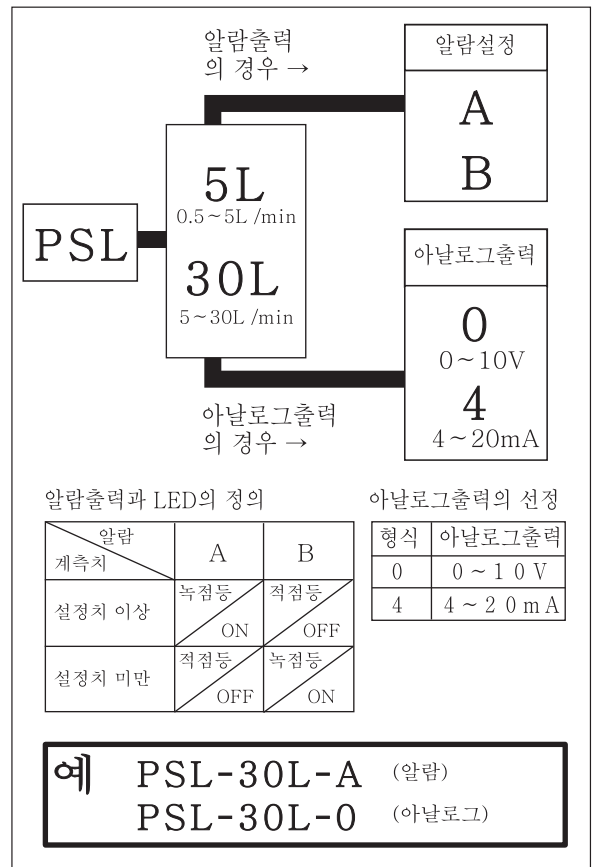 알람출력
의 경우 →
알람설정
A
B
PSL
5L
0.5~5L /min
30L
5~30L /min
아날로그출력
0
0~10V
4
4~20mA
아날로그출력
의 경우 →
알람출력과 LED의 정의
알람
계측치
A
B
설정치 이상
녹점등
ON
적점등
OFF
설정치 미만
적점등
OFF
녹점등
ON
아날로그출력의 선정
형식 아날로그출력
0 0~10V
4 4~20mA
예 PSL-30L-A (알람)
PSL-30L-0 (아날로그)